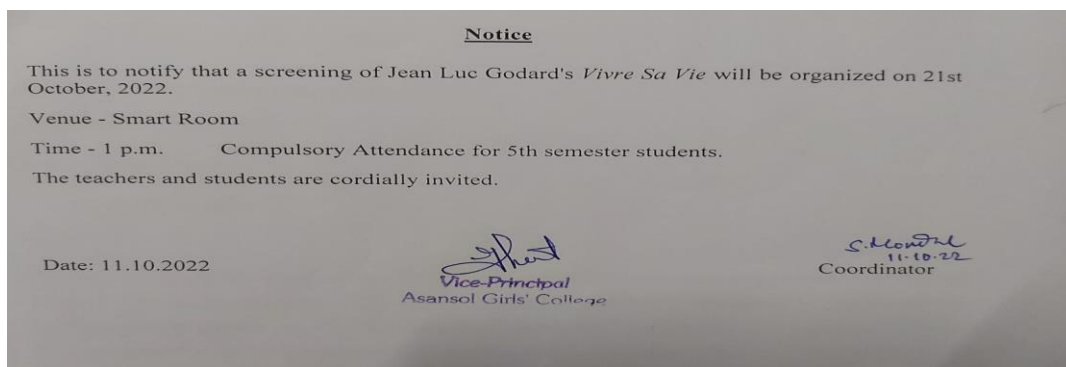 Notice
This is to notify that a screening of Jean Luc Godard's Vivre Sa Vie will be organized on 21st
October, 2022.
Venue - Smart Room
Time - 1 p.m. Compulsory Attendance for 5th semester students.
The teachers and students are cordially invited.
Date: 11.10.2022
Vice-Principal
Asansol Girls' College
S. Mondal
11-10-22
Coordinator